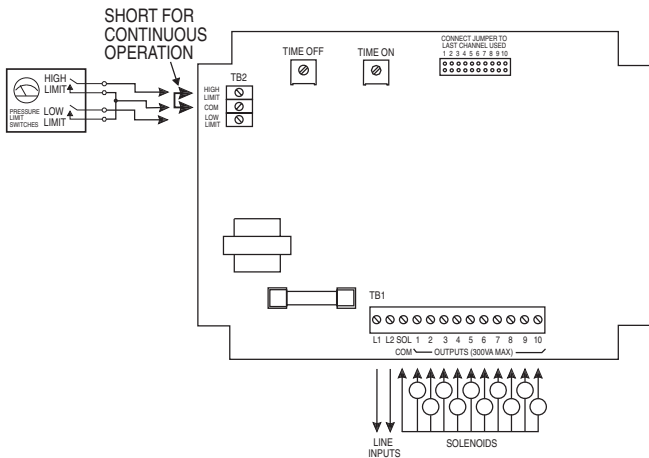 SHORT FOR
CONTINUOUS
OPERATION
HIGH
LIMIT
PRESSURE
LIMIT
SWITCHES
LOW
LIMIT
TB2
HIGH
LIMIT
COM
LOW
LIMIT
TIME OFF
TIME ON
CONNECT JUMPER TO
LAST CHANNEL USED
1 2 3 4 5 6 7 8 9 10
TB1
L1 L2 SOL 1 2 3 4 5 6 7 8 9 10
COM OUTPUTS (300VA MAX)
LINE
INPUTS
SOLENOIDS